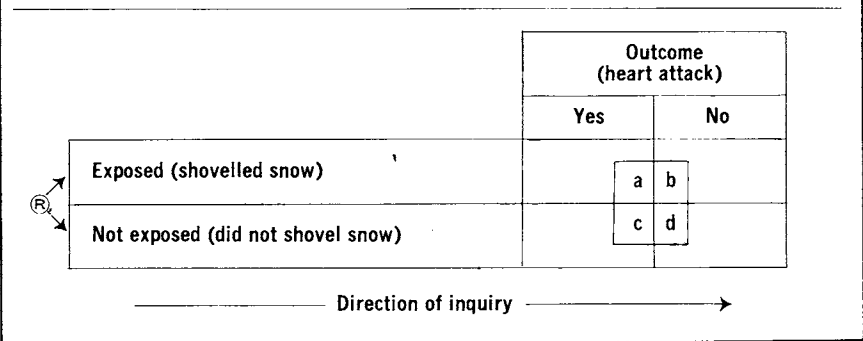 Outcome
(heart attack)
Yes No
Exposed (shovelled snow)
a b
R
Not exposed (did not shovel snow)
c d
Direction of inquiry